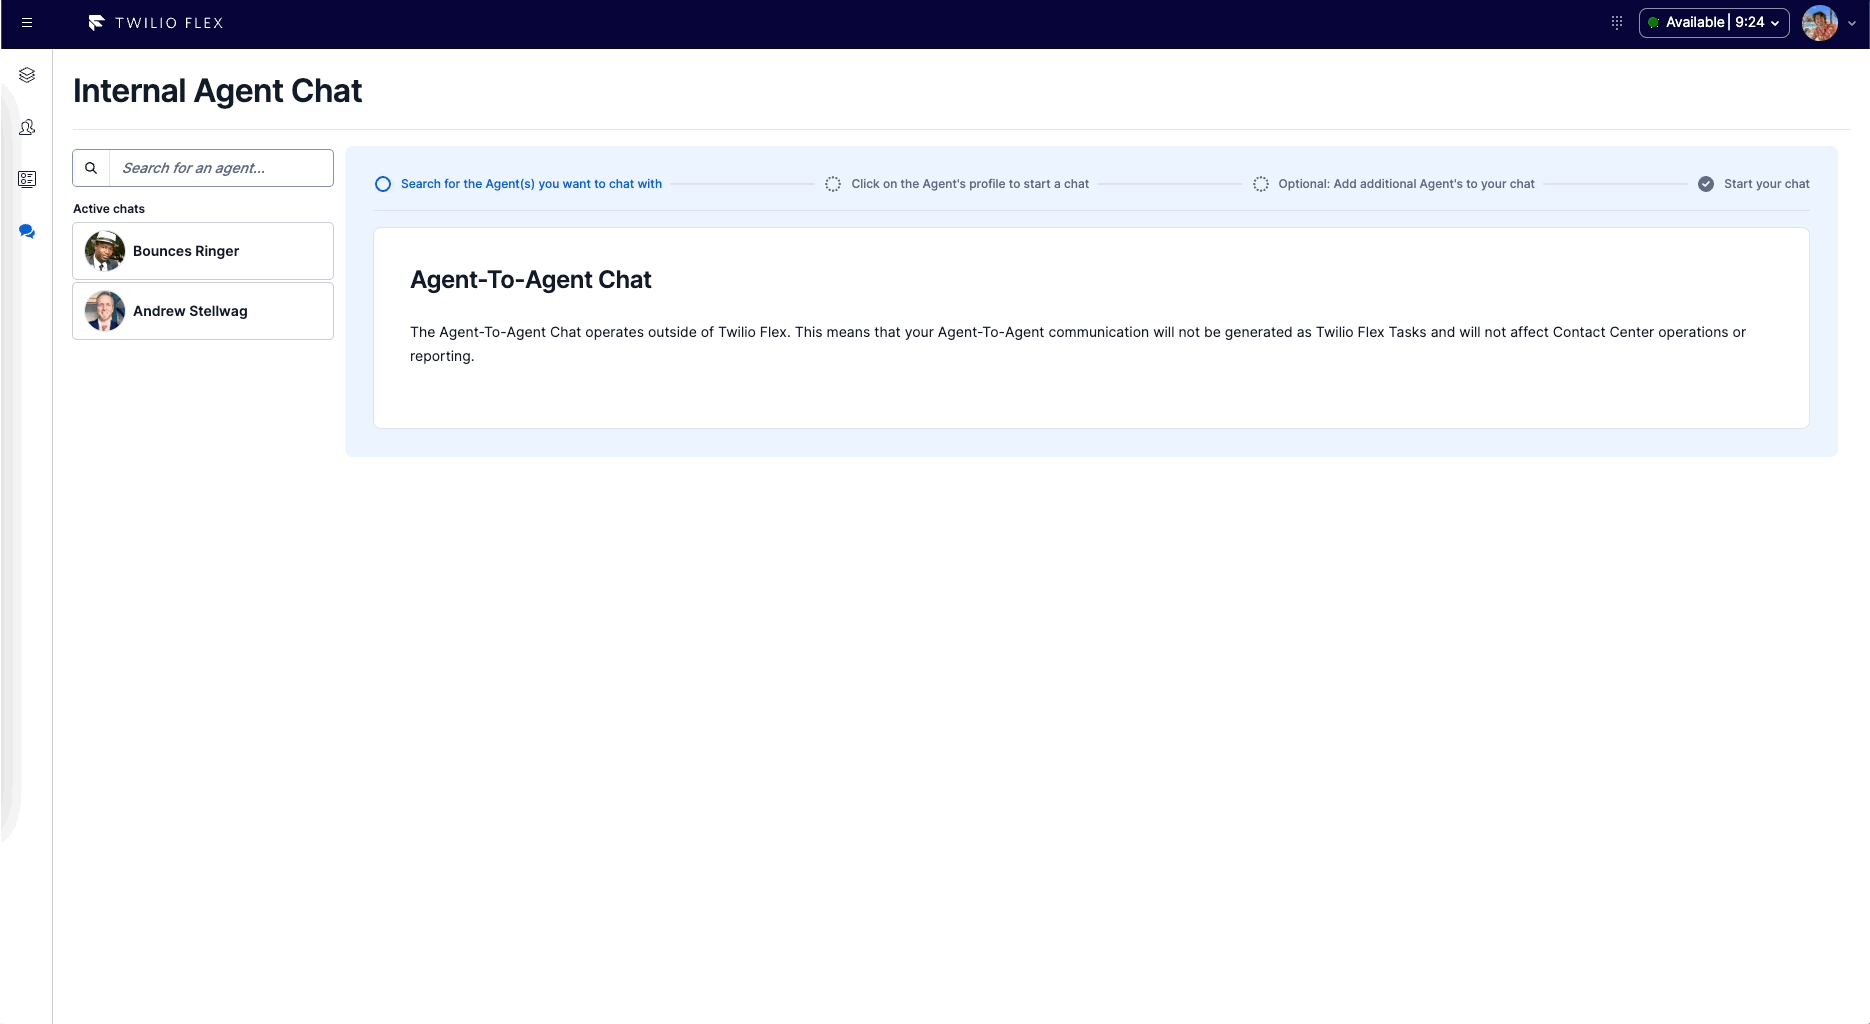 TWILIO FLEX
Available | 9:24
Internal Agent Chat
Search for an agent...
Active chats
Bounces Ringer
Andrew Stellwag
Search for the Agent(s) you want to chat with
Click on the Agent's profile to start a chat
Optional: Add additional Agent's to your chat
Start your chat
Agent-To-Agent Chat
The Agent-To-Agent Chat operates outside of Twilio Flex. This means that your Agent-To-Agent communication will not be generated as Twilio Flex Tasks and will not affect Contact Center operations or
reporting.